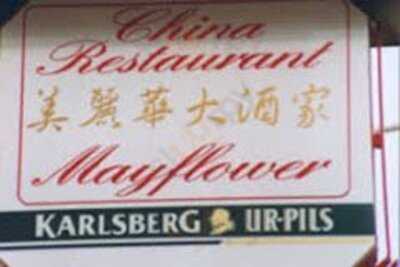 China
Restaurant
美麗華大酒家
Mayflower
KARLSBERG UR-PILS